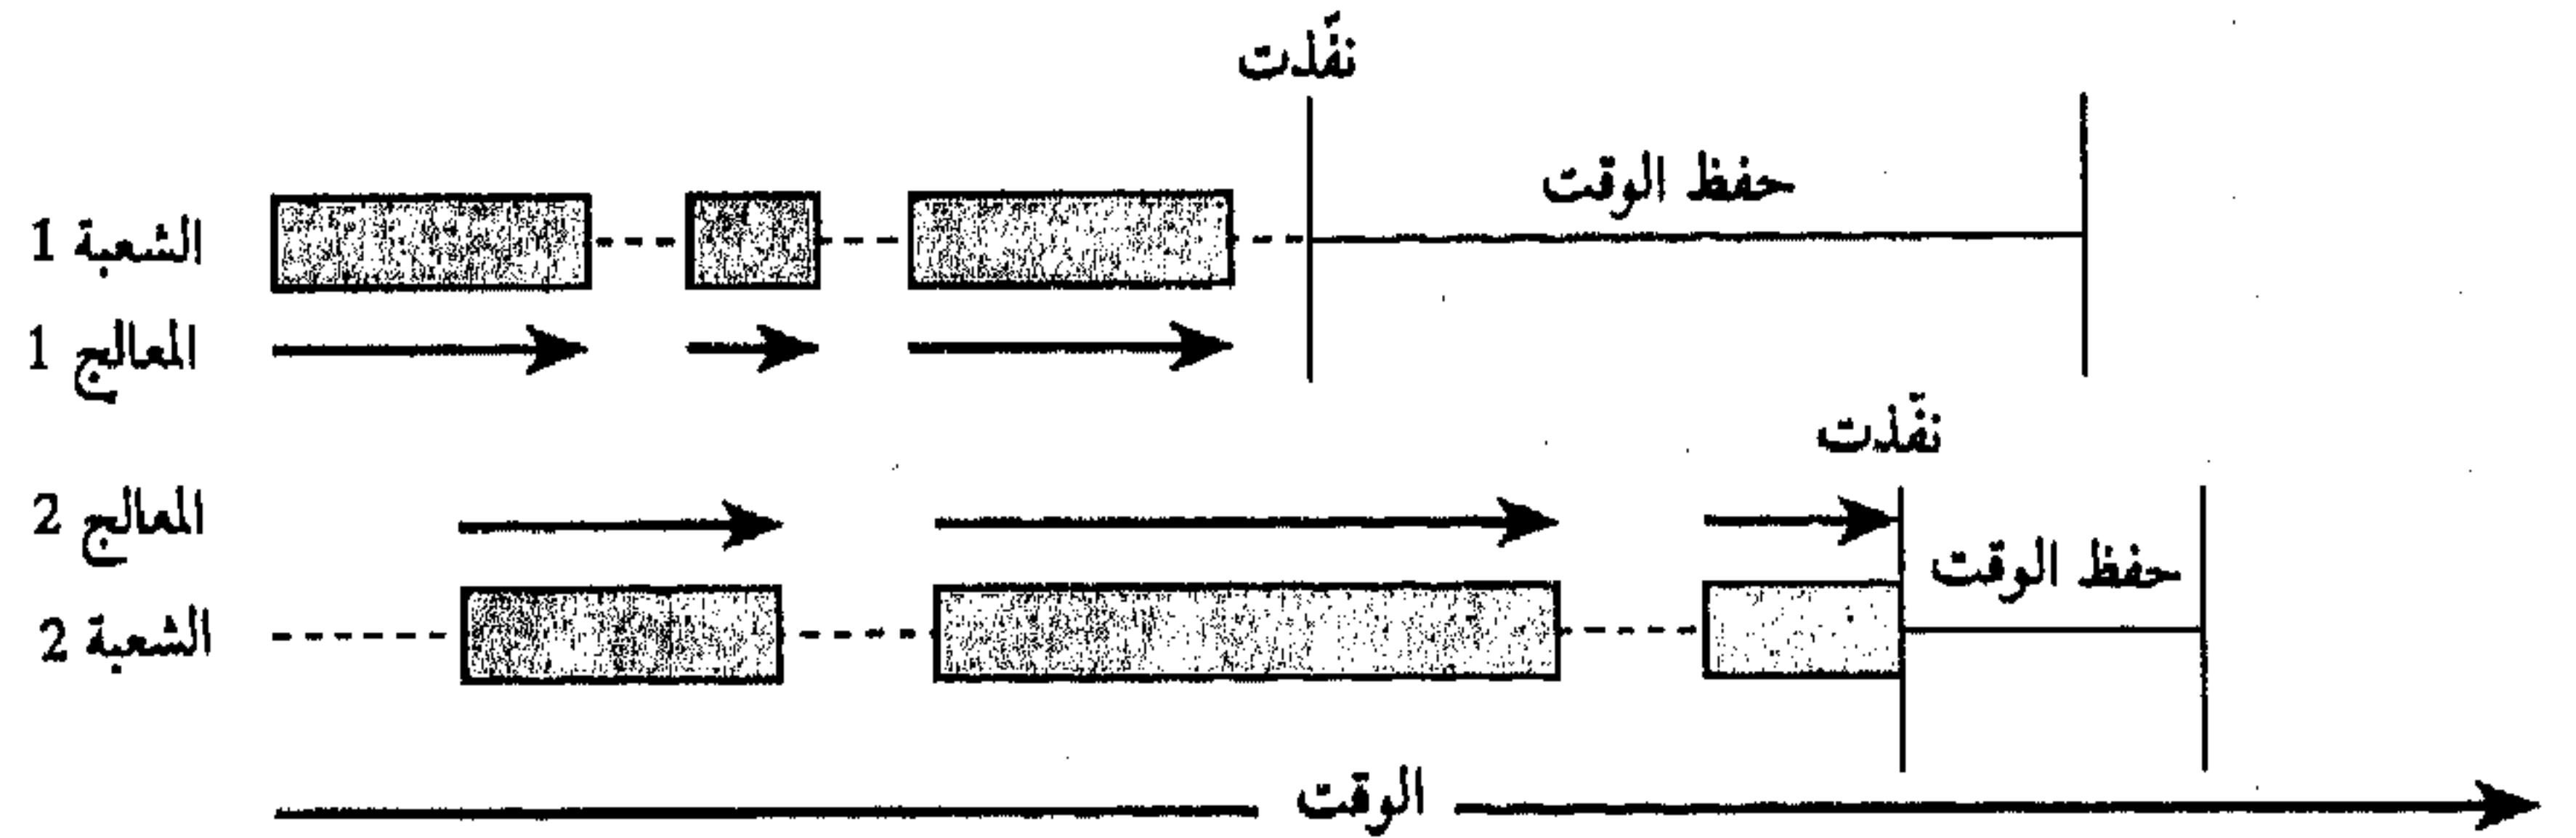 نفّذت
حفظ الوقت
الشعبة 1
المعالج 1
نفّذت
المعالج 2
حفظ الوقت
الشعبة 2
الوقت